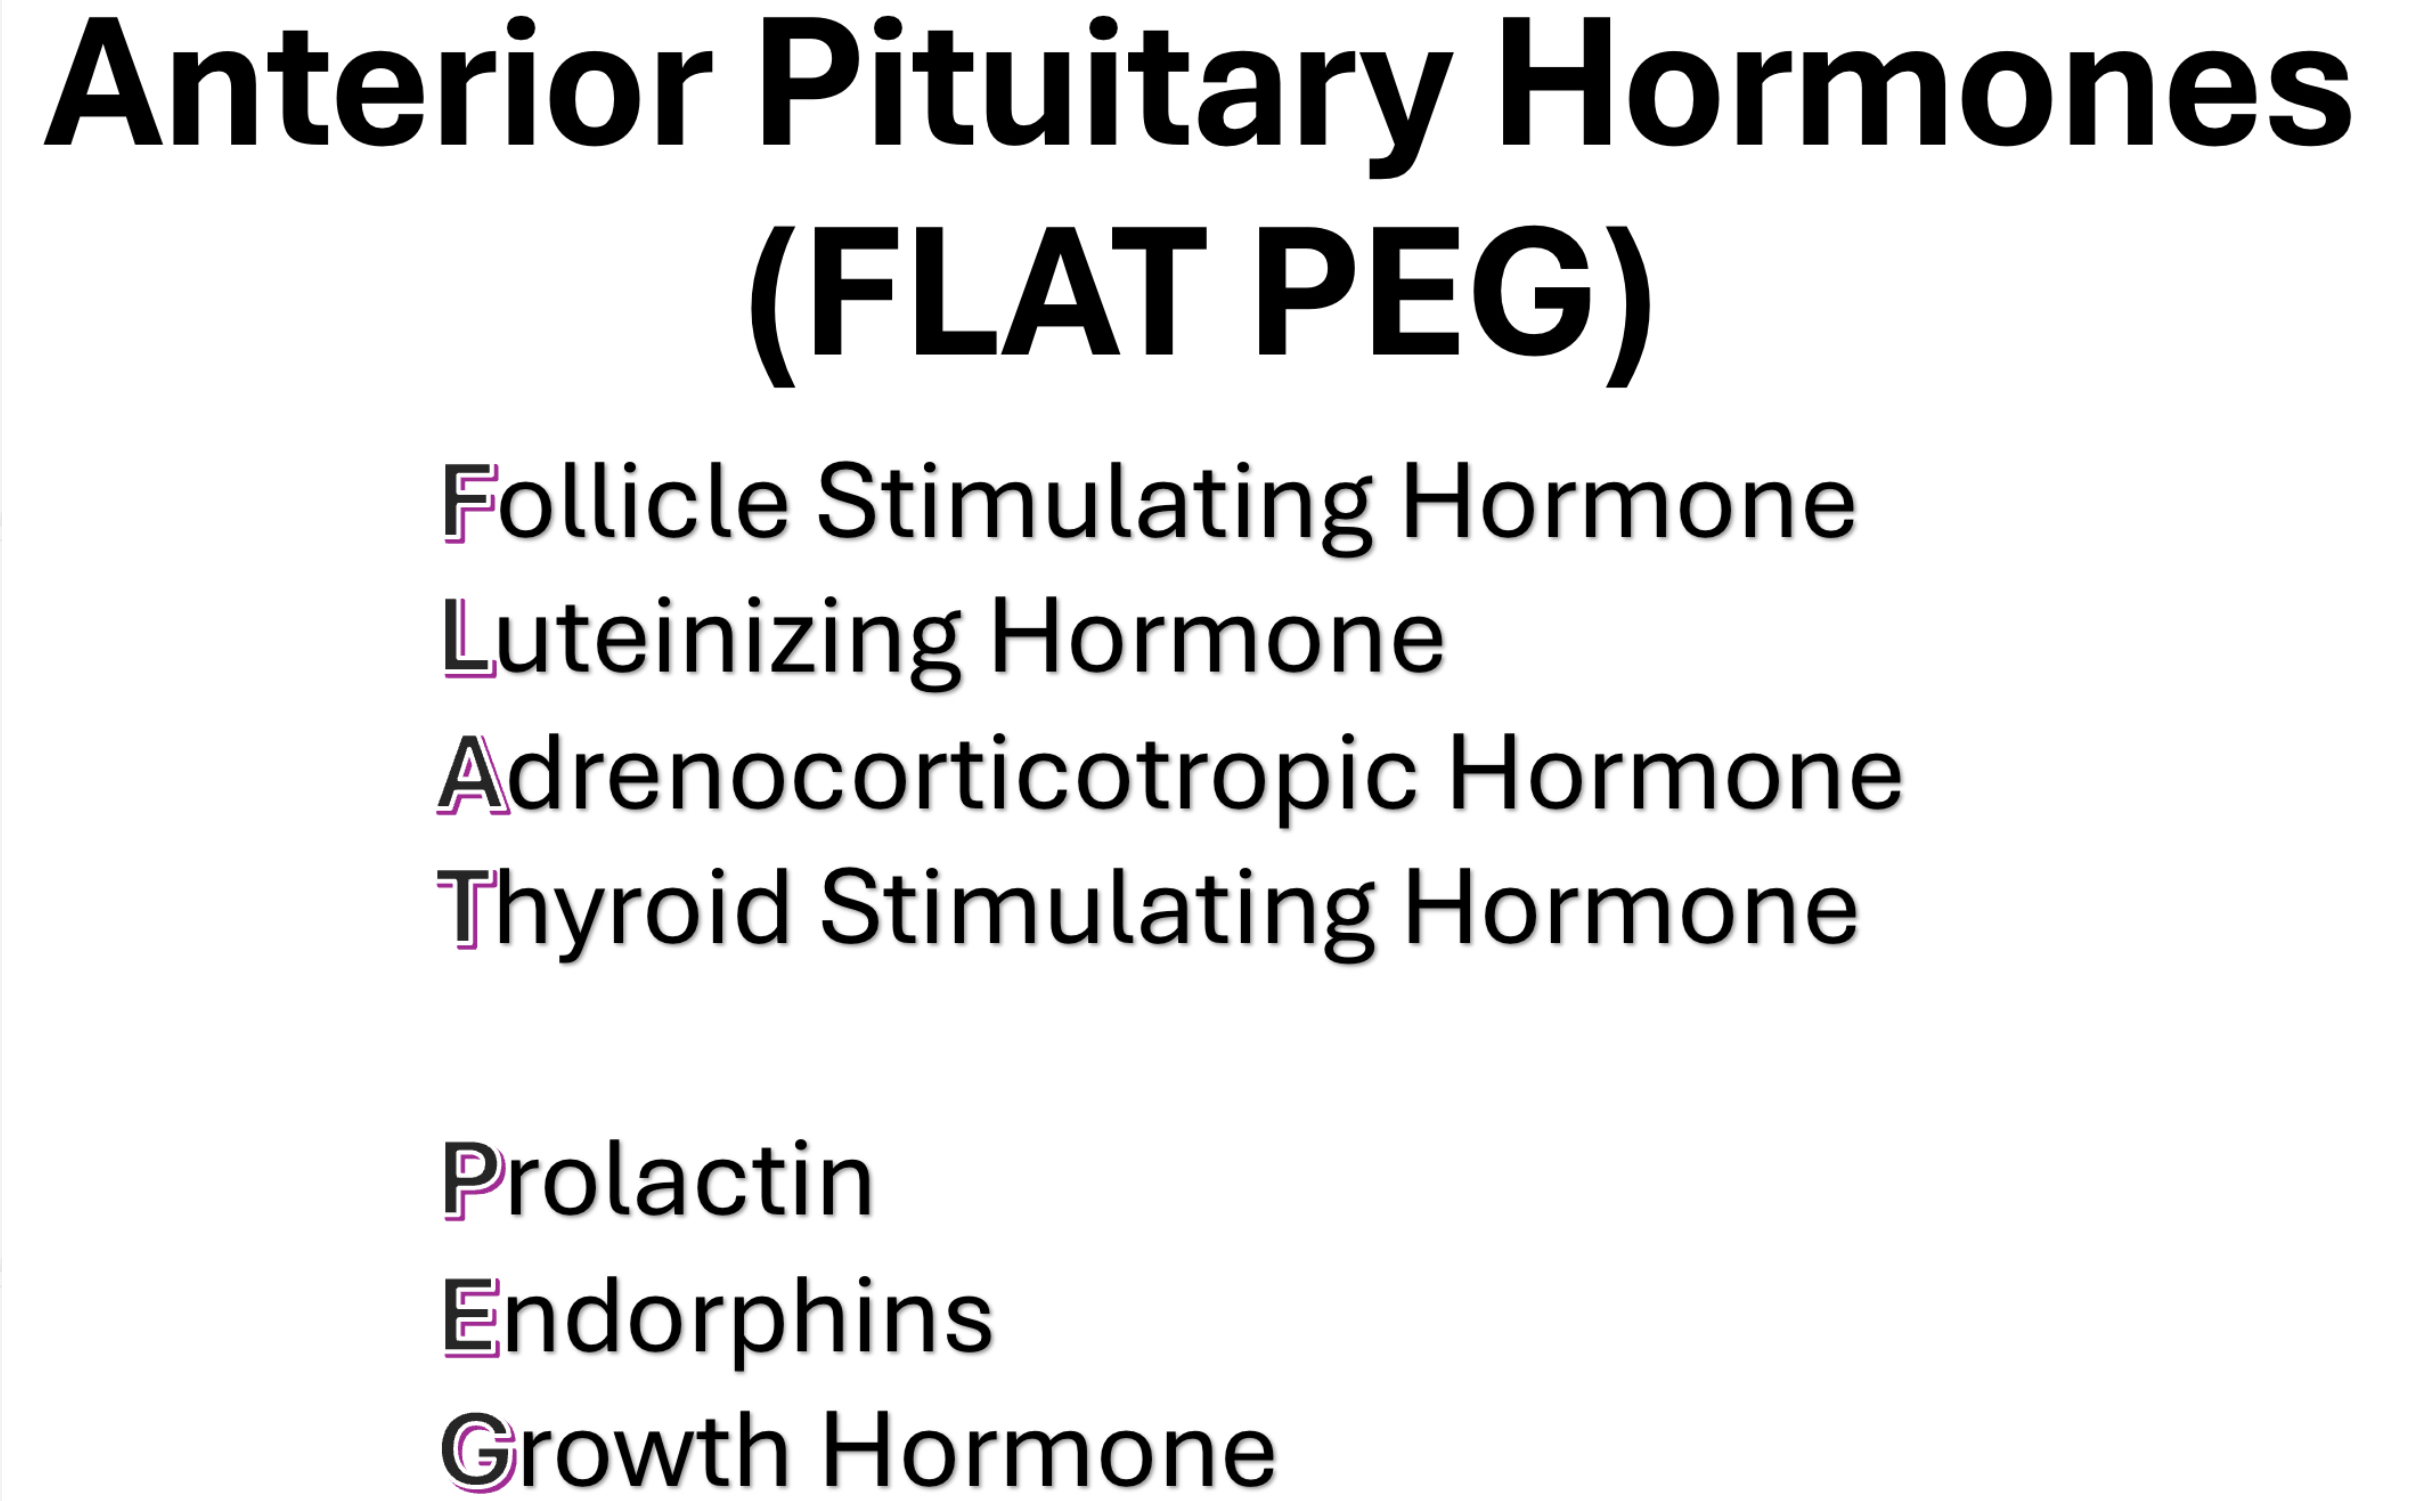 Anterior Pituitary Hormones
(FLAT PEG)
Follicle Stimulating Hormone
Luteinizing Hormone
Adrenocorticotropic Hormone
Thyroid Stimulating Hormone
Prolactin
Endorphins
Growth Hormone